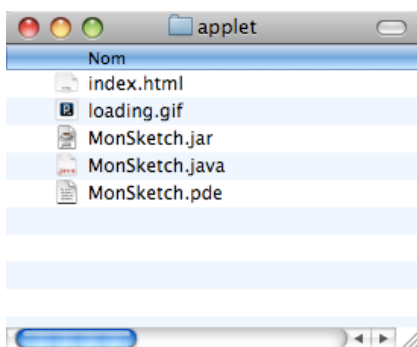 applet
Nom
index.html
loading.gif
MonSketch.jar
MonSketch.java
MonSketch.pde